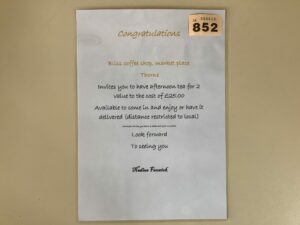 Congratulations
852
Bliss coffee shop, market place
Thorne
Invites you to have afternoon tea for 2
value to the cost of £25.00
Available to come in and enjoy or have it
delivered (distance restricted to local)
Look forward
To seeing you